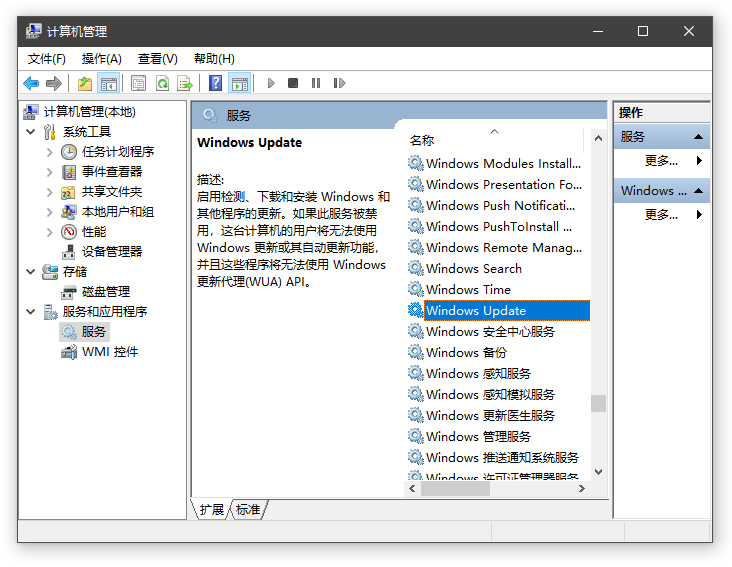 计算机管理
文件(F) 操作(A) 查看(V) 帮助(H)
计算机管理(本地)
系统工具
任务计划程序
事件查看器
共享文件夹
本地用户和组
性能
设备管理器
存储
磁盘管理
服务和应用程序
服务
WMI 控件
服务
Windows Update
描述:
启用检测、下载和安装 Windows 和
其他程序的更新。如果此服务被禁
用，这台计算机的用户将无法使用
Windows 更新或其自动更新功能，
并且这些程序将无法使用 Windows
更新代理(WUA) API。
名称
Windows Modules Install...
Windows Presentation Fo...
Windows Push Notificati...
Windows PushToInstall ...
Windows Remote Manag...
Windows Search
Windows Time
Windows Update
Windows 安全中心服务
Windows 备份
Windows 感知服务
Windows 感知模拟服务
Windows 更新医生服务
Windows 管理服务
Windows 推送通知系统服务
Windows 许可证管理器服务
扩展 标准
操作
服务
更多...
Windows ...
更多...